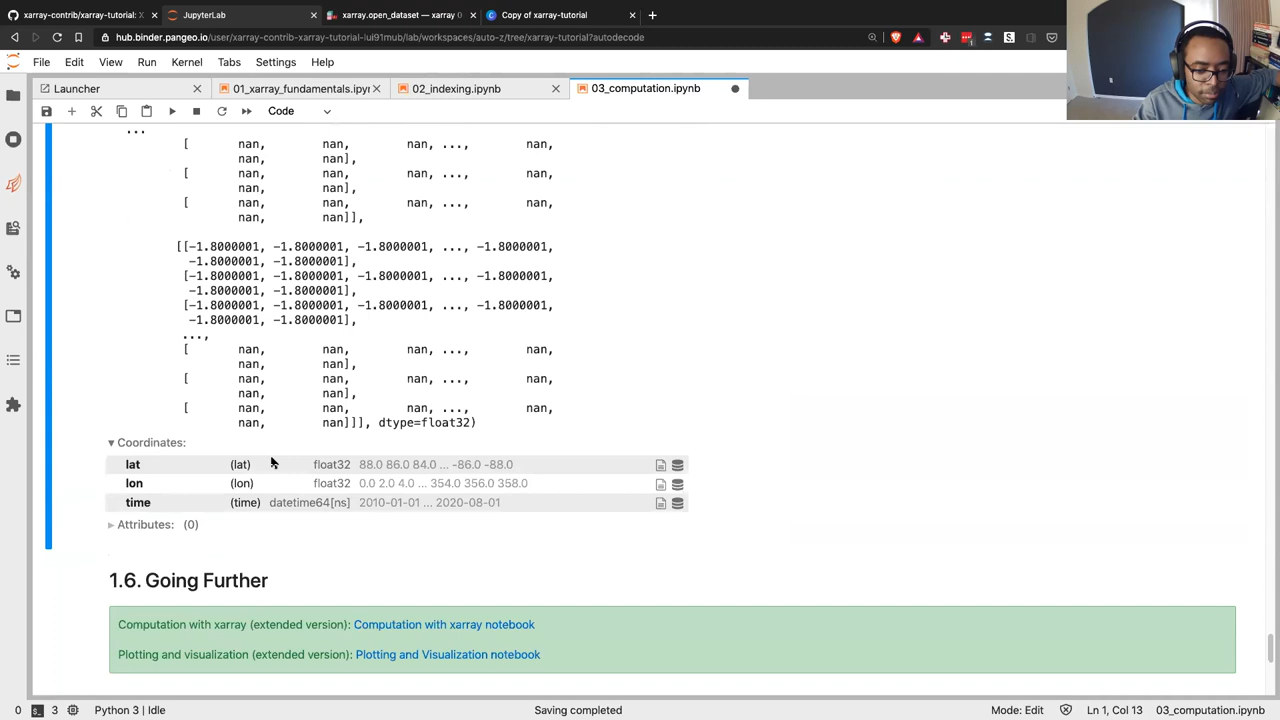 xarray-contrib/xarray-tutorial: X
JupyterLab
xarray.open_dataset — xarray 0
Copy of xarray-tutorial
hub.binder.pangeo.io/user/xarray-contrib-xarray-tutorial-lui91mub/lab/workspaces/auto-z/tree/xarray-tutorial?autodecode
File Edit View Run Kernel Tabs Settings Help
Launcher
01_xarray_fundamentals.ipyn
02_indexing.ipynb
03_computation.ipynb
Code
...
[ nan, nan, nan, ..., nan,
nan, nan],
[ nan, nan, nan, ..., nan,
nan, nan],
[ nan, nan, nan, ..., nan,
nan, nan]],
[[-1.8000001, -1.8000001, -1.8000001, ..., -1.8000001,
-1.8000001, -1.8000001],
[-1.8000001, -1.8000001, -1.8000001, ..., -1.8000001,
-1.8000001, -1.8000001],
[-1.8000001, -1.8000001, -1.8000001, ..., -1.8000001,
-1.8000001, -1.8000001],
...,
[ nan, nan, nan, ..., nan,
nan, nan],
[ nan, nan, nan, ..., nan,
nan, nan],
[ nan, nan, nan, ..., nan,
nan, nan]]], dtype=float32)
Coordinates:
lat (lat) float32 88.0 86.0 84.0 ... -86.0 -88.0
lon (lon) float32 0.0 2.0 4.0 ... 354.0 356.0 358.0
time (time) datetime64[ns] 2010-01-01 ... 2020-08-01
Attributes: (0)
1.6. Going Further
Computation with xarray (extended version): Computation with xarray notebook
Plotting and visualization (extended version): Plotting and Visualization notebook
0 3 Python 3 | Idle Saving completed Mode: Edit Ln 1, Col 13 03_computation.ipynb